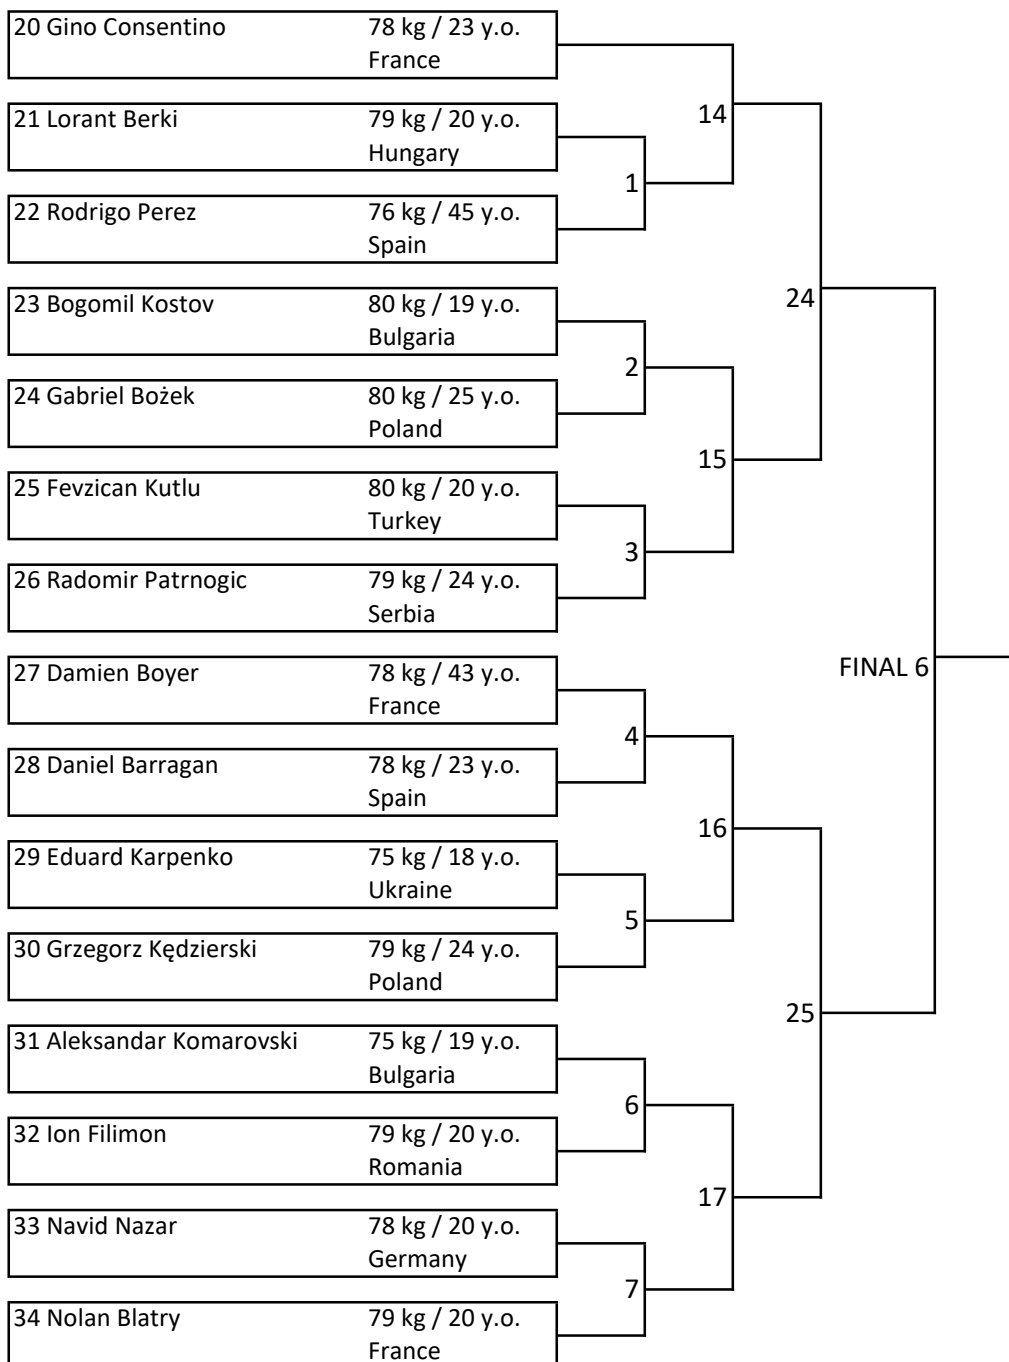 20 Gino Consentino 78 kg / 23 y.o.
France
14
21 Lorant Berki 79 kg / 20 y.o.
Hungary
1
22 Rodrigo Perez 76 kg / 45 y.o.
Spain
24
23 Bogomil Kostov 80 kg / 19 y.o.
Bulgaria
2
24 Gabriel Bożek 80 kg / 25 y.o.
Poland
15
25 Fevzican Kutlu 80 kg / 20 y.o.
Turkey
3
26 Radomir Patrnogic 79 kg / 24 y.o.
Serbia
FINAL 6
27 Damien Boyer 78 kg / 43 y.o.
France
4
28 Daniel Barragan 78 kg / 23 y.o.
Spain
16
29 Eduard Karpenko 75 kg / 18 y.o.
Ukraine
5
30 Grzegorz Kędzierski 79 kg / 24 y.o.
Poland
25
31 Aleksandar Komarovski 75 kg / 19 y.o.
Bulgaria
6
32 Ion Filimon 79 kg / 20 y.o.
Romania
17
33 Navid Nazar 78 kg / 20 y.o.
Germany
7
34 Nolan Blatry 79 kg / 20 y.o.
France